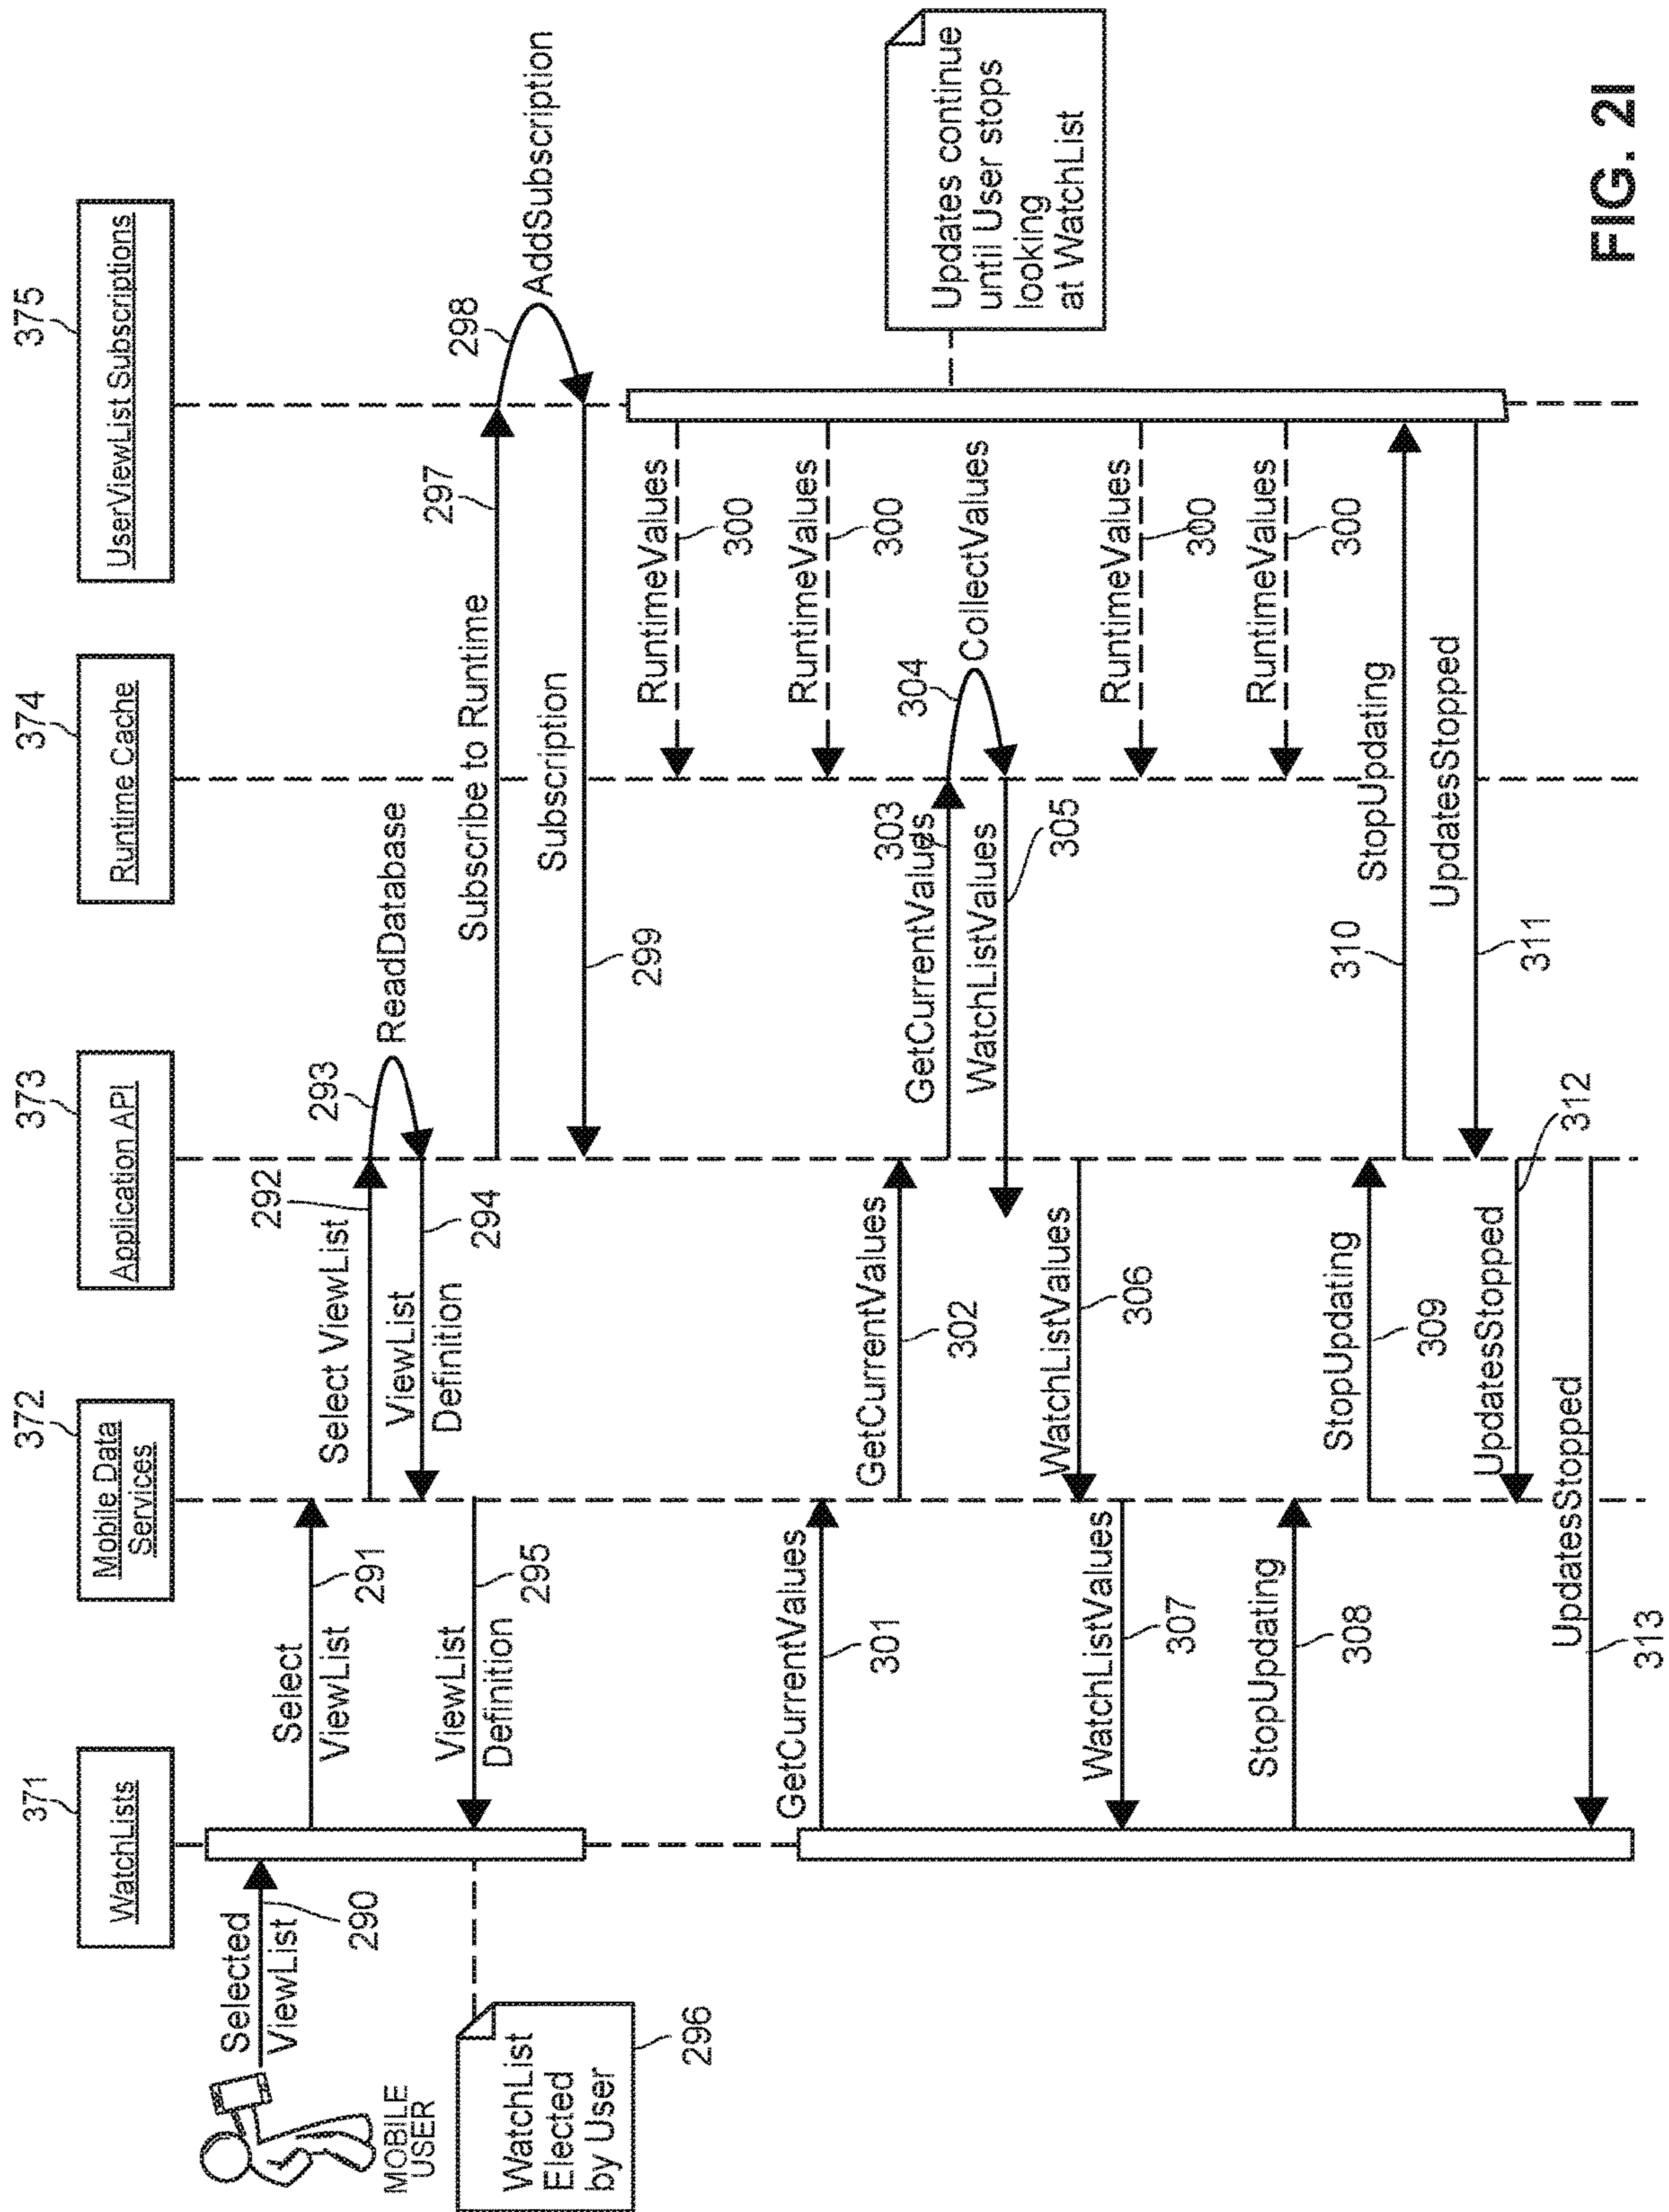 371
372
373
374
375
WatchLists
Mobile Data
Services
Application API
Runtime Cache
UserViewList Subscriptions
MOBILE
USER
Selected
ViewList
290
Select
ViewList
291
Select ViewList
292
293
ReadDatabase
ViewList
Definition
294
ViewList
Definition
295
WatchList
Elected
by User
296
Subscribe to Runtime
297
298
AddSubscription
Subscription
299
RuntimeValues
300
RuntimeValues
300
GetCurrentValues
301
GetCurrentValues
302
GetCurrentValues
303
304
CollectValues
WatchListValues
305
WatchListValues
306
WatchListValues
307
RuntimeValues
300
RuntimeValues
300
Updates continue
until User stops
looking
at WatchList
StopUpdating
308
StopUpdating
309
StopUpdating
310
UpdatesStopped
311
UpdatesStopped
312
UpdatesStopped
313
FIG. 2I